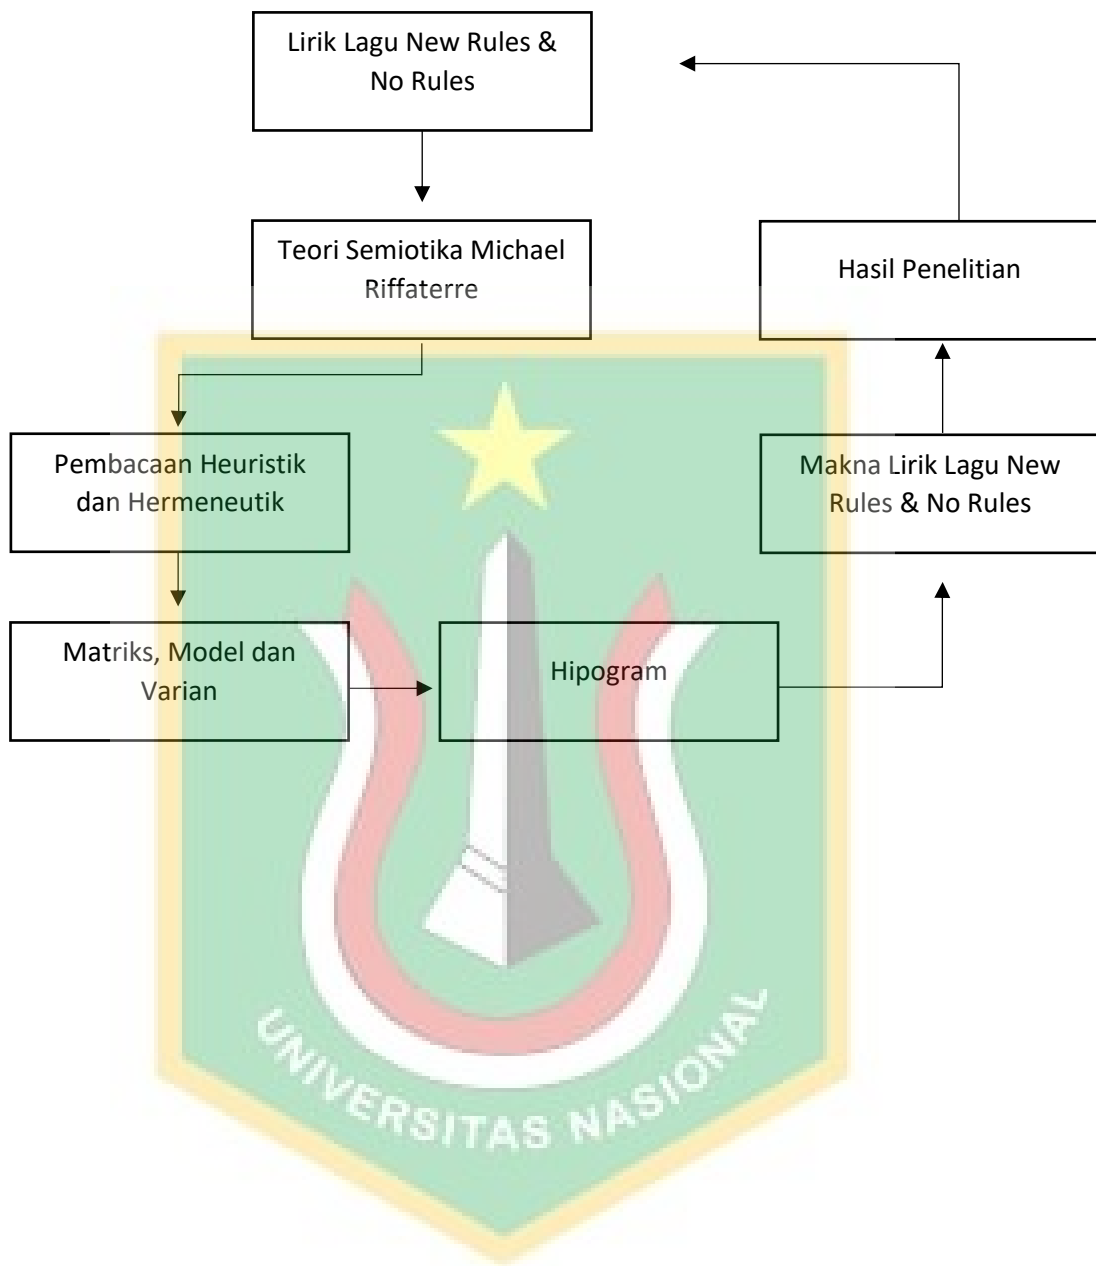 Lirik Lagu New Rules &
No Rules
Teori Semiotika Michael
Riffaterre
Hasil Penelitian
Pembacaan Heuristik
dan Hermeneutik
Makna Lirik Lagu New
Rules & No Rules
Matriks, Model dan
Varian
Hipogram
UNIVERSITAS NASIONAL